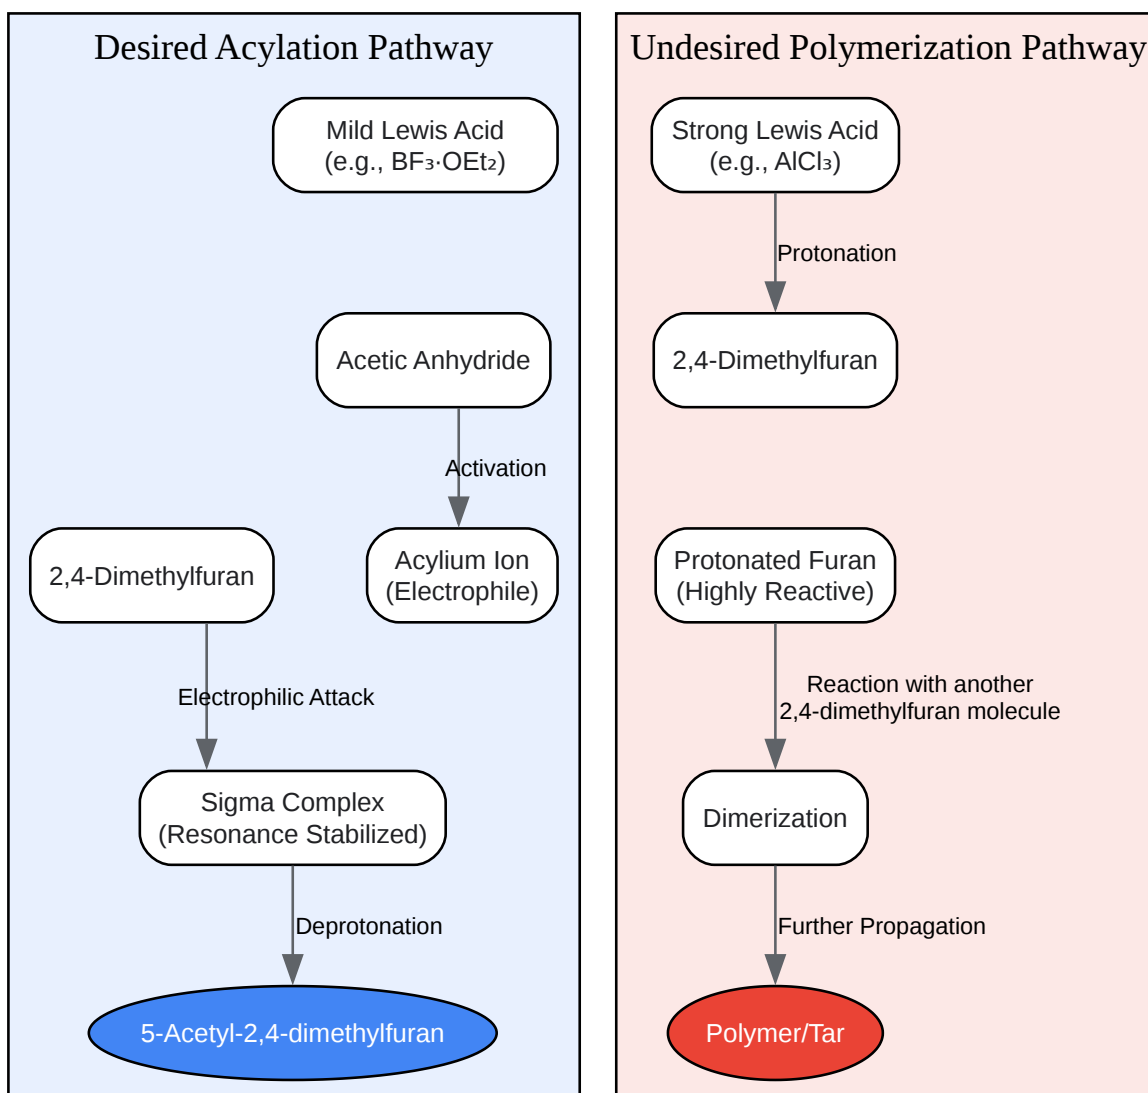 Desired Acylation Pathway
Mild Lewis Acid
(e.g., BF₃·OEt₂)
Acetic Anhydride
Activation
2,4-Dimethylfuran
Acylium Ion
(Electrophile)
Electrophilic Attack
Sigma Complex
(Resonance Stabilized)
Deprotonation
5-Acetyl-2,4-dimethylfuran
Undesired Polymerization Pathway
Strong Lewis Acid
(e.g., AlCl₃)
Protonation
2,4-Dimethylfuran
Protonated Furan
(Highly Reactive)
Reaction with another
2,4-dimethylfuran molecule
Dimerization
Further Propagation
Polymer/Tar